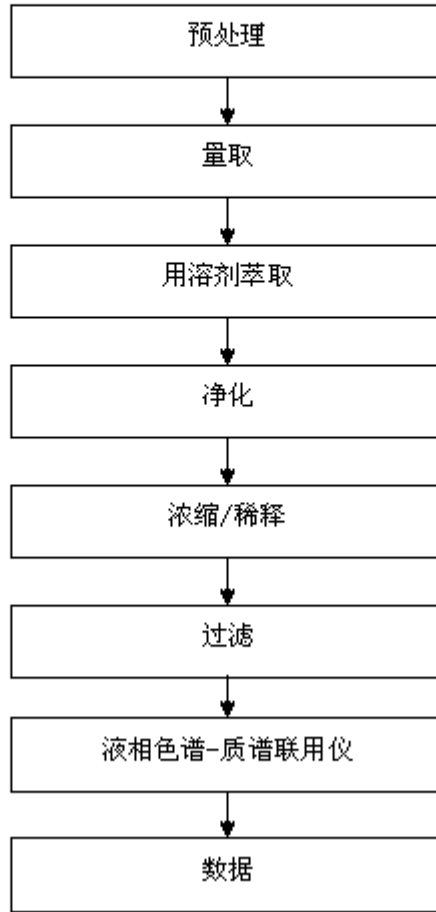 预处理
量取
用溶剂萃取
净化
浓缩/稀释
过滤
液相色谱-质谱联用仪
数据